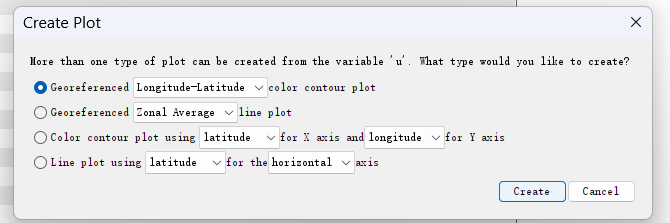 Create Plot
More than one type of plot can be created from the variable 'u'. What type would you like to create?
Georeferenced Longitude-Latitude color contour plot
Georeferenced Zonal Average line plot
Color contour plot using latitude for X axis and longitude for Y axis
Line plot using latitude for the horizontal axis
Create Cancel